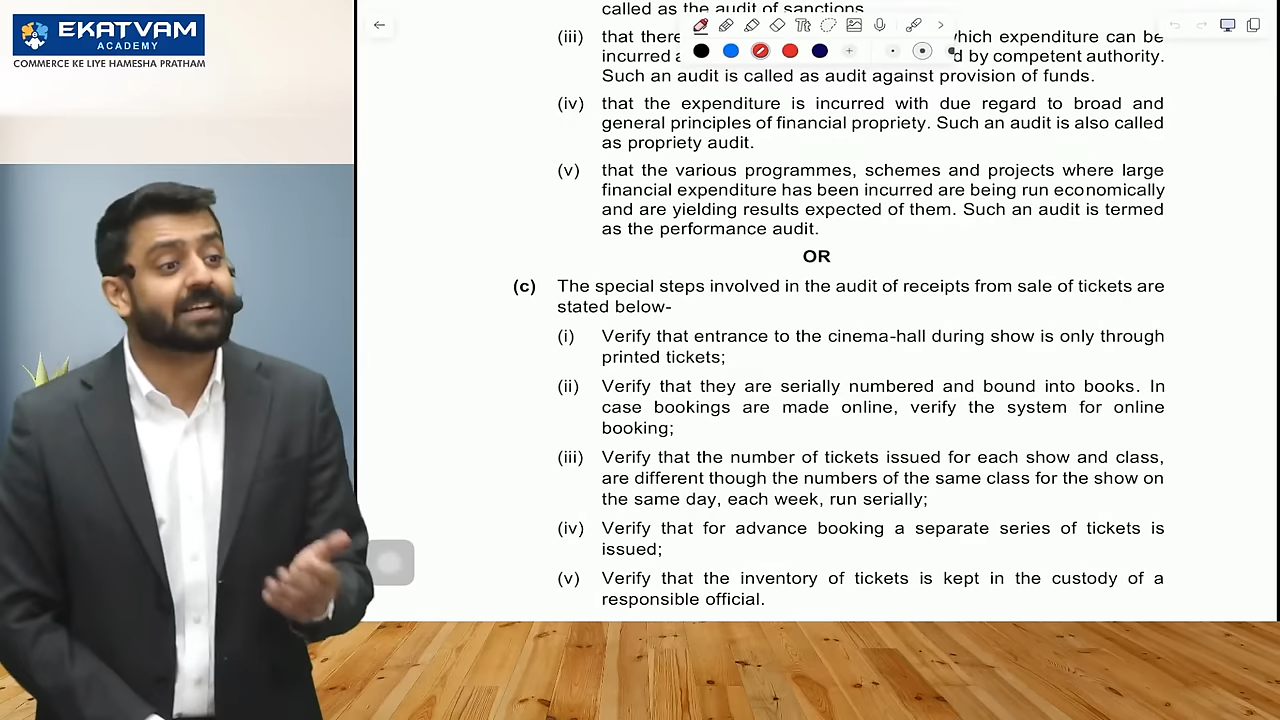 EKATVAM
ACADEMY
COMMERCE KE LIYE HAMESHA PRATHAM
called as the audit of sanctions.
(iii) that there hich expenditure can be
incurred d by competent authority.
Such an audit is called as audit against provision of funds.
(iv) that the expenditure is incurred with due regard to broad and
general principles of financial propriety. Such an audit is also called
as propriety audit.
(v) that the various programmes, schemes and projects where large
financial expenditure has been incurred are being run economically
and are yielding results expected of them. Such an audit is termed
as the performance audit.
OR
(c) The special steps involved in the audit of receipts from sale of tickets are
stated below-
(i) Verify that entrance to the cinema-hall during show is only through
printed tickets;
(ii) Verify that they are serially numbered and bound into books. In
case bookings are made online, verify the system for online
booking;
(iii) Verify that the number of tickets issued for each show and class,
are different though the numbers of the same class for the show on
the same day, each week, run serially;
(iv) Verify that for advance booking a separate series of tickets is
issued;
(v) Verify that the inventory of tickets is kept in the custody of a
responsible official.